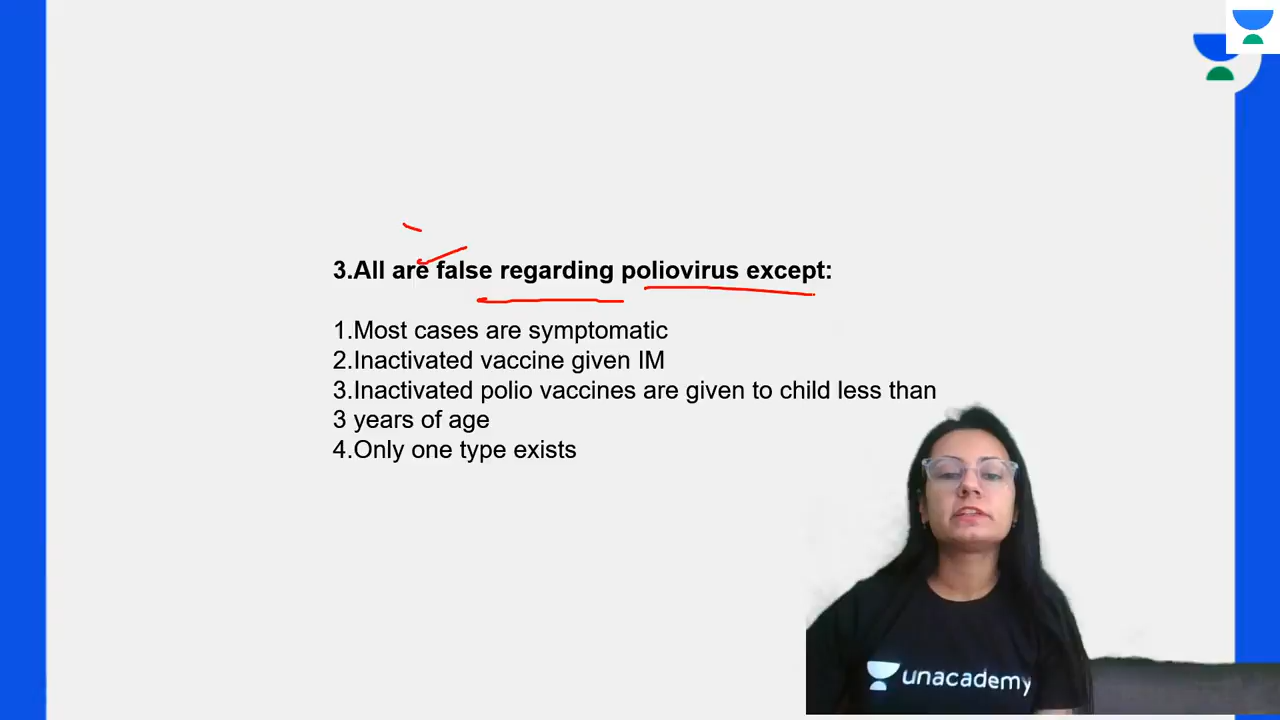 3.All are false regarding poliovirus except:
1.Most cases are symptomatic
2.Inactivated vaccine given IM
3.Inactivated polio vaccines are given to child less than
3 years of age
4.Only one type exists
unacademy